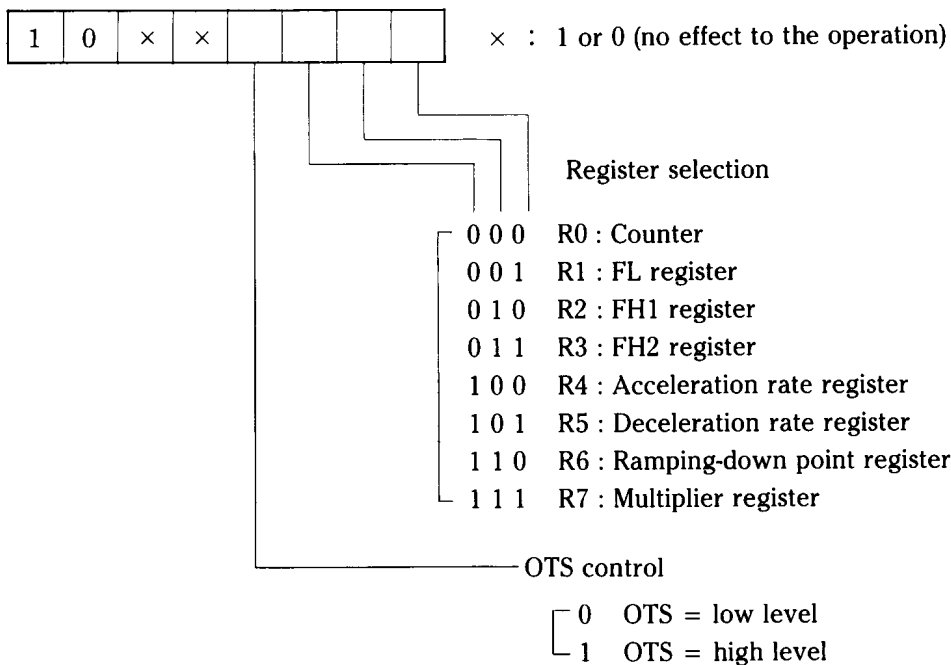 1 0 × × × : 1 or 0 (no effect to the operation)
Register selection
0 0 0 R0 : Counter
0 0 1 R1 : FL register
0 1 0 R2 : FH1 register
0 1 1 R3 : FH2 register
1 0 0 R4 : Acceleration rate register
1 0 1 R5 : Deceleration rate register
1 1 0 R6 : Ramping-down point register
1 1 1 R7 : Multiplier register
OTS control
0 OTS = low level
1 OTS = high level